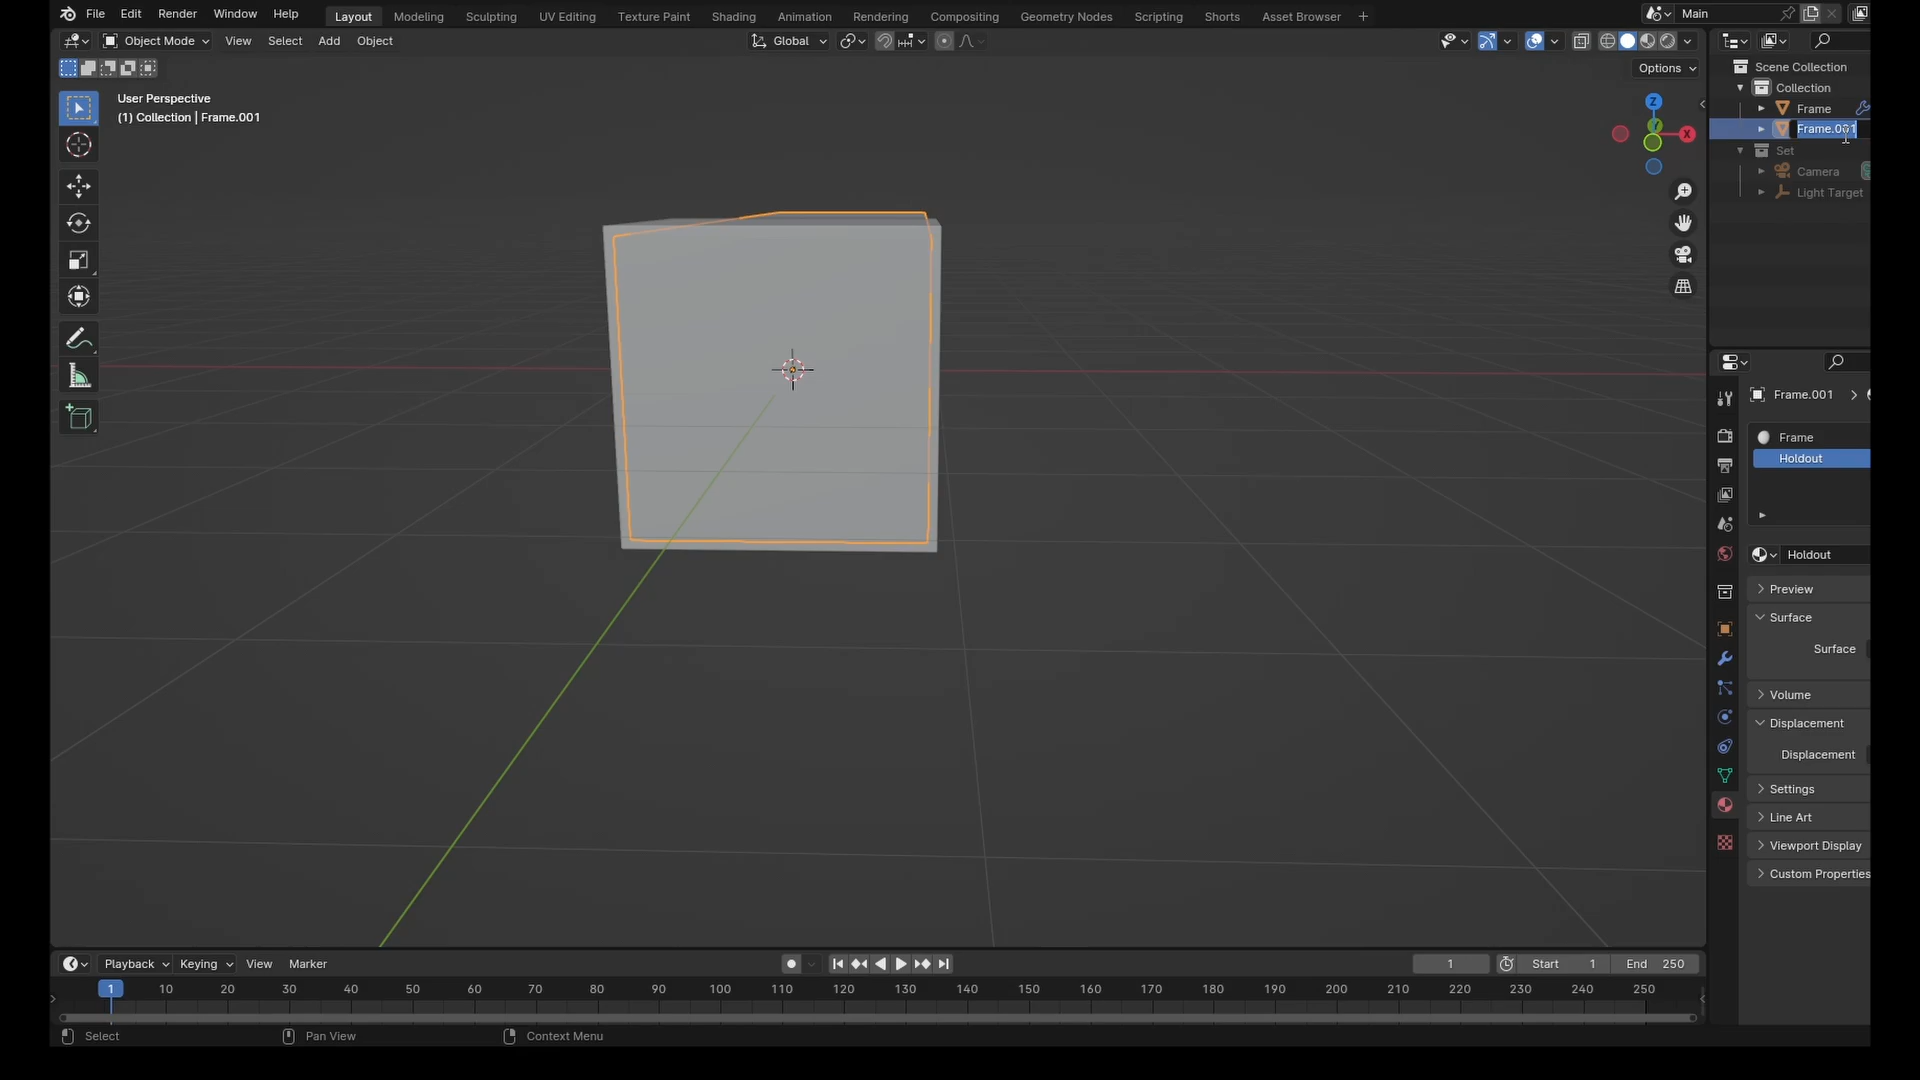 File Edit Render Window Help Layout Modeling Sculpting UV Editing Texture Paint Shading Animation Rendering Compositing Geometry Nodes Scripting Shorts Asset Browser + Main
Object Mode View Select Add Object Global
Options
User Perspective
(1) Collection | Frame.001
Z
Y
X
Scene Collection
Collection
Frame
Frame.001
Set
Camera
Light Target
Frame.001
Frame
Holdout
Holdout
Preview
Surface
Surface
Volume
Displacement
Displacement
Settings
Line Art
Viewport Display
Custom Properties
Playback Keying View Marker 1 Start 1 End 250
1 10 20 30 40 50 60 70 80 90 100 110 120 130 140 150 160 170 180 190 200 210 220 230 240 250
Select Pan View Context Menu